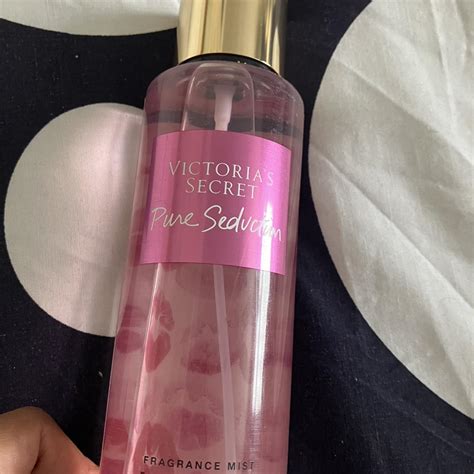 VICTORIA'S
SECRET
Pure Seduction
FRAGRANCE MIST